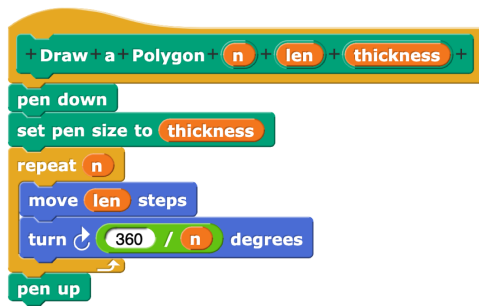 + Draw + a + Polygon + n + len + thickness +
pen down
set pen size to thickness
repeat n
move len steps
turn 360 / n degrees
pen up